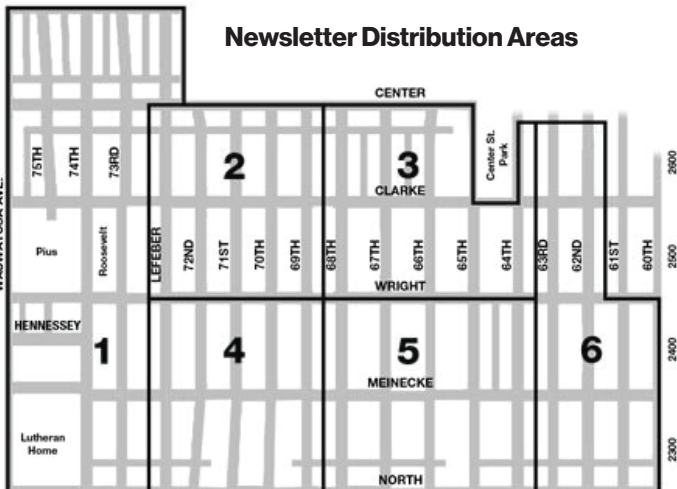 Newsletter Distribution Areas
CENTER
75TH
74TH
73RD
2
3
Center St.
Park
2600
CLARKE
WAUWATOSA AVE.
Pius
Roosevelt
LEFEBER
72ND
71ST
70TH
69TH
68TH
67TH
66TH
65TH
64TH
63RD
62ND
61ST
60TH
2500
WRIGHT
HENNESSEY
1
4
5
6
2400
MEINECKE
Lutheran
Home
2300
NORTH